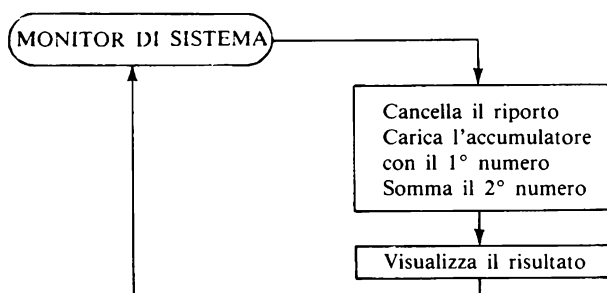 MONITOR DI SISTEMA
Cancella il riporto
Carica l'accumulatore
con il 1° numero
Somma il 2° numero
Visualizza il risultato